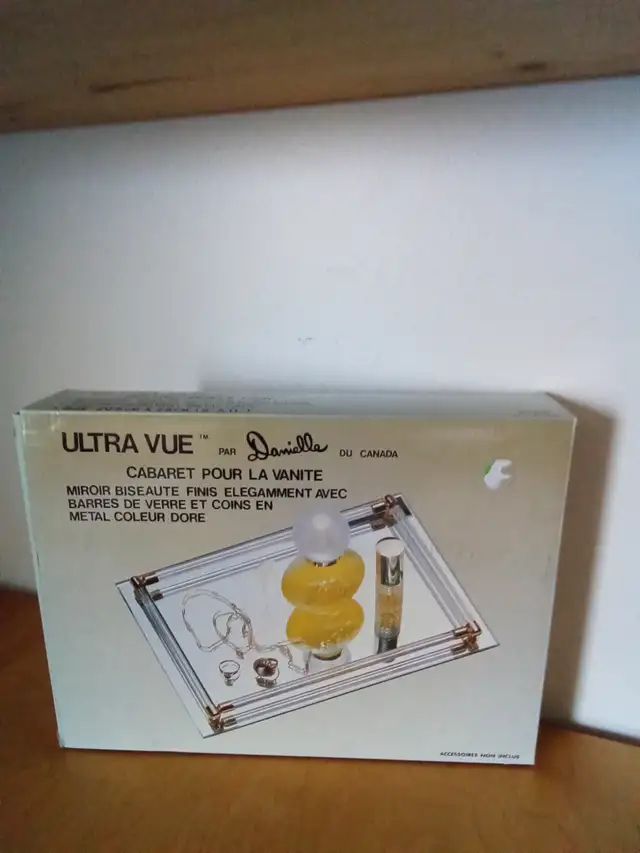 ULTRA VUE™ PAR Danielle DU CANADA
CABARET POUR LA VANITE
MIROIR BISEAUTE FINIS ELEGAMMENT AVEC
BARRES DE VERRE ET COINS EN
METAL COLEUR DORE
ACCESSOIRES NON INCLUS